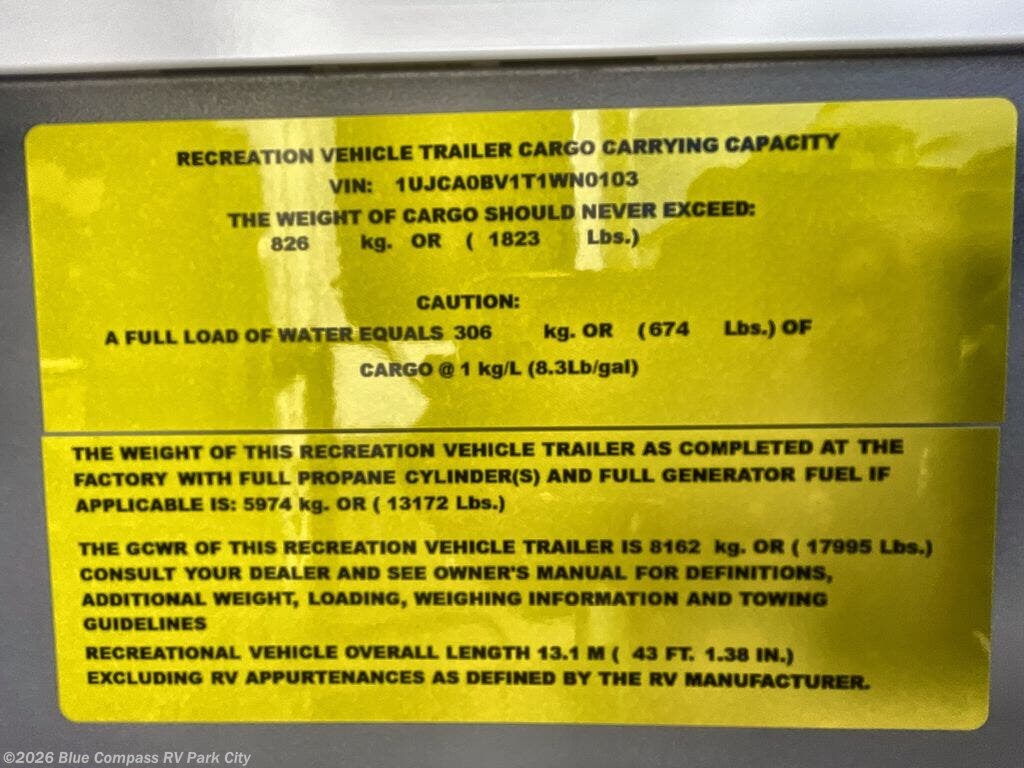 RECREATION VEHICLE TRAILER CARGO CARRYING CAPACITY
VIN: 1UJCA0BV1T1WN0103
THE WEIGHT OF CARGO SHOULD NEVER EXCEED:
826 kg. OR ( 1823 Lbs.)
CAUTION:
A FULL LOAD OF WATER EQUALS 306 kg. OR (674 Lbs.) OF
CARGO @ 1 kg/L (8.3Lb/gal)
THE WEIGHT OF THIS RECREATION VEHICLE TRAILER AS COMPLETED AT THE
FACTORY WITH FULL PROPANE CYLINDER(S) AND FULL GENERATOR FUEL IF
APPLICABLE IS: 5974 kg. OR ( 13172 Lbs.)
THE GCWR OF THIS RECREATION VEHICLE TRAILER IS 8162 kg. OR ( 17995 Lbs.)
CONSULT YOUR DEALER AND SEE OWNER'S MANUAL FOR DEFINITIONS,
ADDITIONAL WEIGHT, LOADING, WEIGHING INFORMATION AND TOWING
GUIDELINES
RECREATIONAL VEHICLE OVERALL LENGTH 13.1 M ( 43 FT. 1.38 IN.)
EXCLUDING RV APPURTENANCES AS DEFINED BY THE RV MANUFACTURER.
©2026 Blue Compass RV Park City